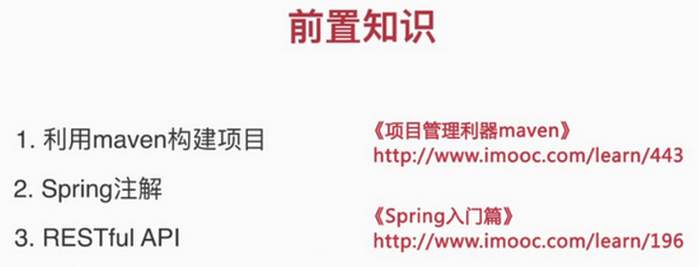 前置知识
1. 利用maven构建项目
2. Spring注解
3. RESTful API
《项目管理利器maven》
http://www.imooc.com/learn/443
《Spring入门篇》
http://www.imooc.com/learn/196